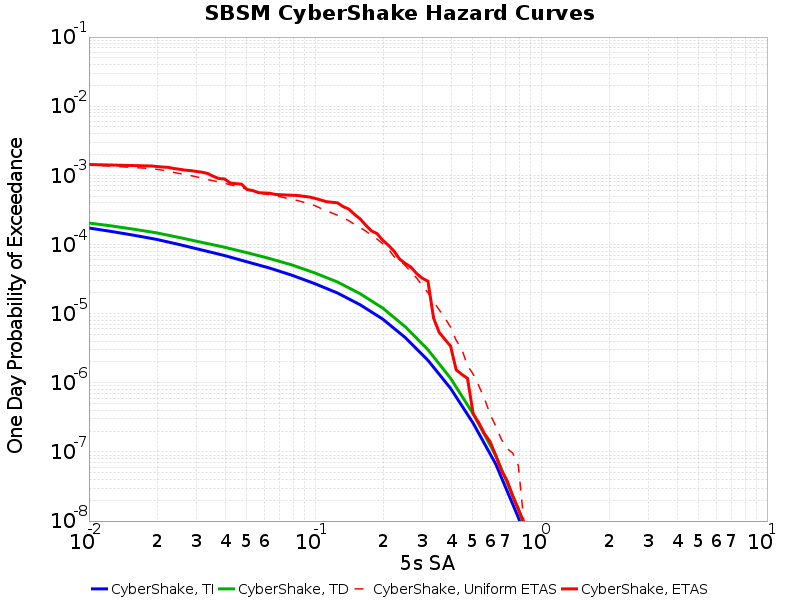 SBSM CyberShake Hazard Curves
One Day Probability of Exceedance
10-1
10-2
10-3
10-4
10-5
10-6
10-7
10-8
10-2 2 3 4 5 6 10-1 2 3 4 5 6 7 100 2 3 4 5 6 7 101
5s SA
CyberShake, TI CyberShake, TD CyberShake, Uniform ETAS CyberShake, ETAS